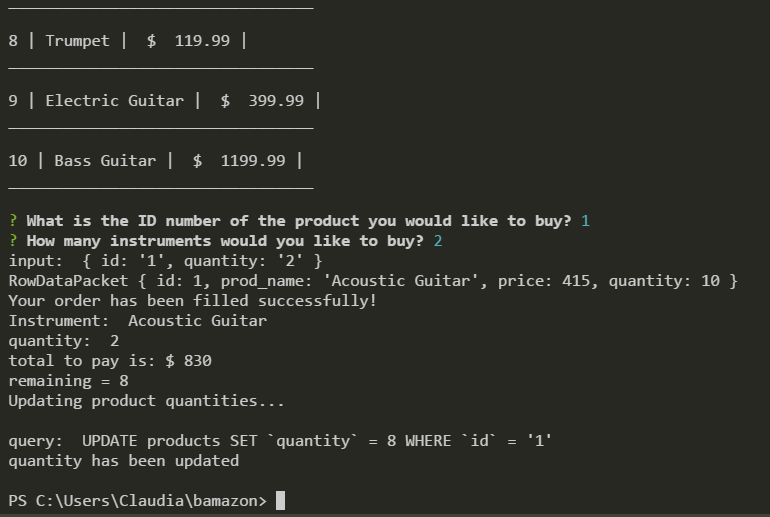 8 | Trumpet |  $  119.99 |
9 | Electric Guitar |  $  399.99 |
10 | Bass Guitar |  $  1199.99 |
? What is the ID number of the product you would like to buy? 1
? How many instruments would you like to buy? 2
input:  { id: '1', quantity: '2' }
RowDataPacket { id: 1, prod_name: 'Acoustic Guitar', price: 415, quantity: 10 }
Your order has been filled successfully!
Instrument:  Acoustic Guitar
quantity:  2
total to pay is: $ 830
remaining = 8
Updating product quantities...
query:  UPDATE products SET `quantity` = 8 WHERE `id` = '1'
quantity has been updated
PS C:\Users\Claudia\bamazon>